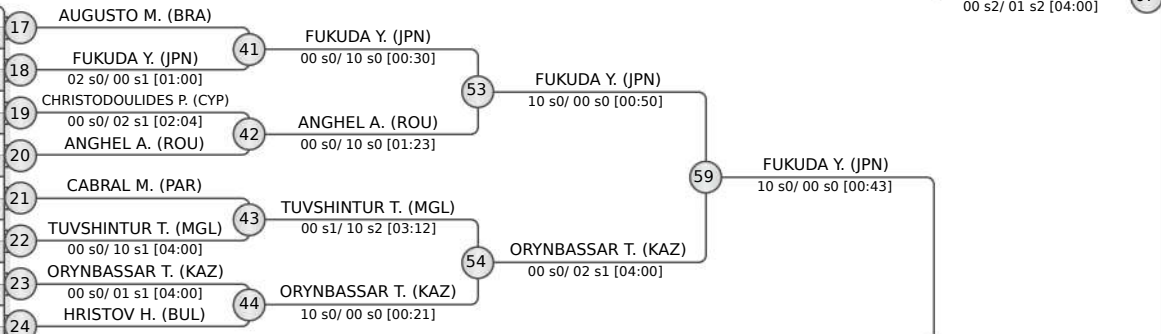 00 s2/ 01 s2 [04:00]
AUGUSTO M. (BRA)
17
FUKUDA Y. (JPN)
41
00 s0/ 10 s0 [00:30]
FUKUDA Y. (JPN)
18
02 s0/ 00 s1 [01:00]
FUKUDA Y. (JPN)
53
10 s0/ 00 s0 [00:50]
CHRISTODOULIDES P. (CYP)
19
00 s0/ 02 s1 [02:04]
ANGHEL A. (ROU)
42
00 s0/ 10 s0 [01:23]
ANGHEL A. (ROU)
20
FUKUDA Y. (JPN)
59
10 s0/ 00 s0 [00:43]
CABRAL M. (PAR)
21
TUVSHINTUR T. (MGL)
43
00 s1/ 10 s2 [03:12]
TUVSHINTUR T. (MGL)
22
00 s0/ 10 s1 [04:00]
ORYNBASSAR T. (KAZ)
54
00 s0/ 02 s1 [04:00]
ORYNBASSAR T. (KAZ)
23
00 s0/ 01 s1 [04:00]
ORYNBASSAR T. (KAZ)
44
10 s0/ 00 s0 [00:21]
HRISTOV H. (BUL)
24